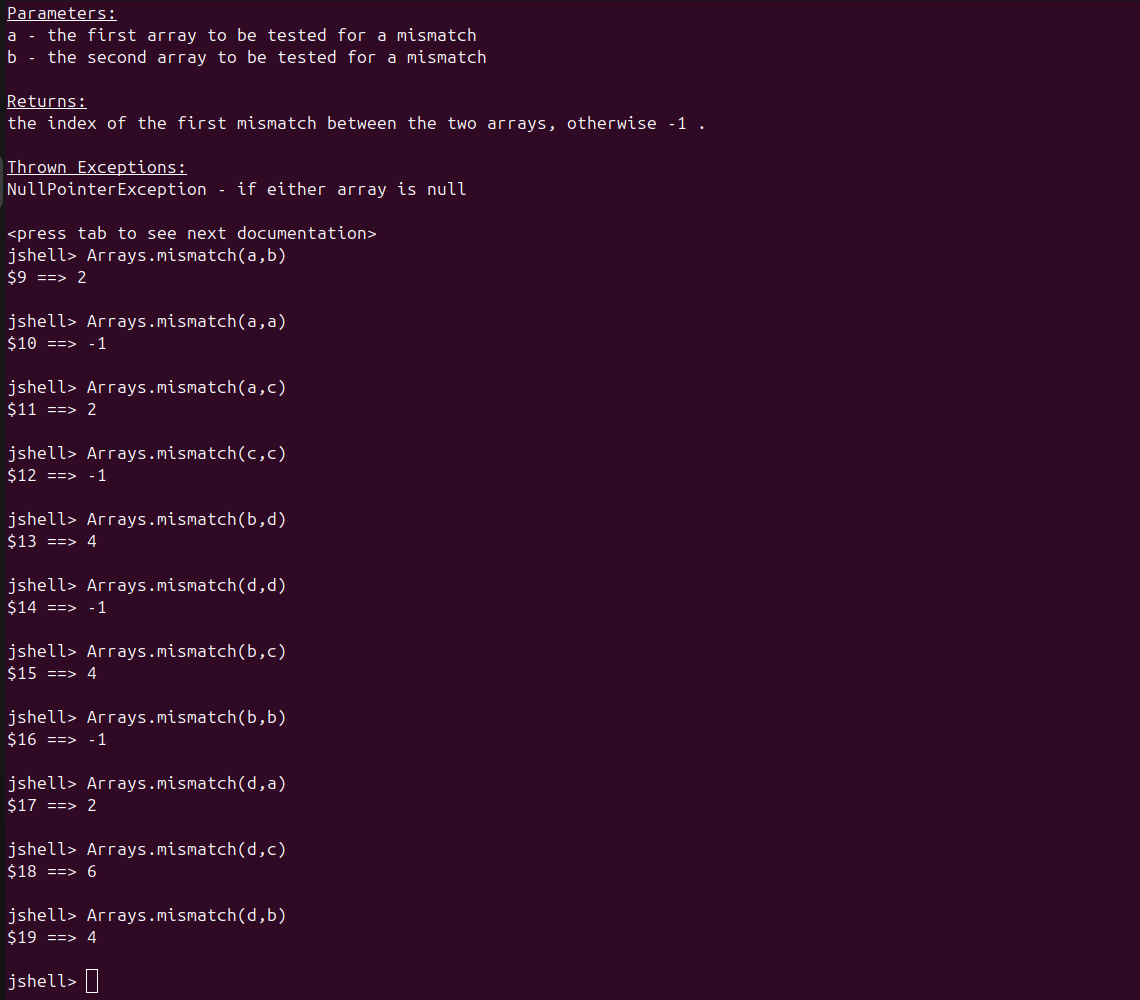 Parameters:
a - the first array to be tested for a mismatch
b - the second array to be tested for a mismatch
Returns:
the index of the first mismatch between the two arrays, otherwise -1 .
Thrown Exceptions:
NullPointerException - if either array is null
<press tab to see next documentation>
jshell> Arrays.mismatch(a,b)
$9 ==> 2
jshell> Arrays.mismatch(a,a)
$10 ==> -1
jshell> Arrays.mismatch(a,c)
$11 ==> 2
jshell> Arrays.mismatch(c,c)
$12 ==> -1
jshell> Arrays.mismatch(b,d)
$13 ==> 4
jshell> Arrays.mismatch(d,d)
$14 ==> -1
jshell> Arrays.mismatch(b,c)
$15 ==> 4
jshell> Arrays.mismatch(b,b)
$16 ==> -1
jshell> Arrays.mismatch(d,a)
$17 ==> 2
jshell> Arrays.mismatch(d,c)
$18 ==> 6
jshell> Arrays.mismatch(d,b)
$19 ==> 4
jshell>